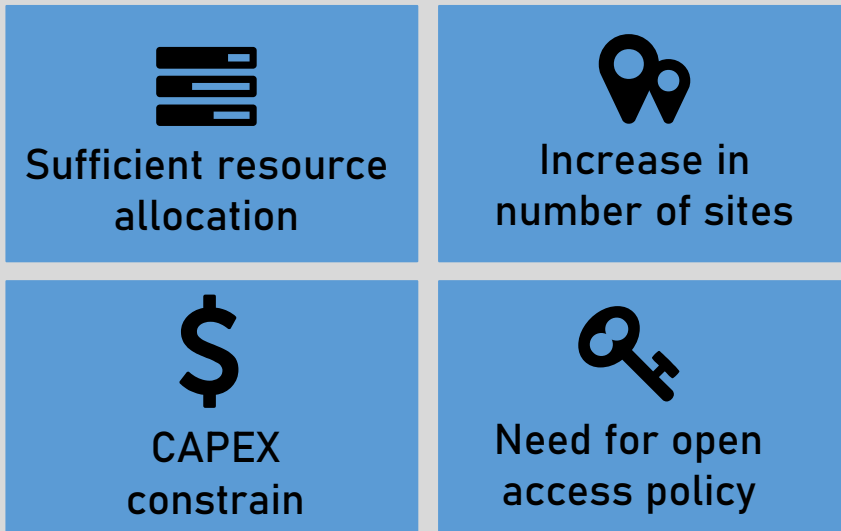 Sufficient resource
allocation
Increase in
number of sites
CAPEX
constrain
Need for open
access policy